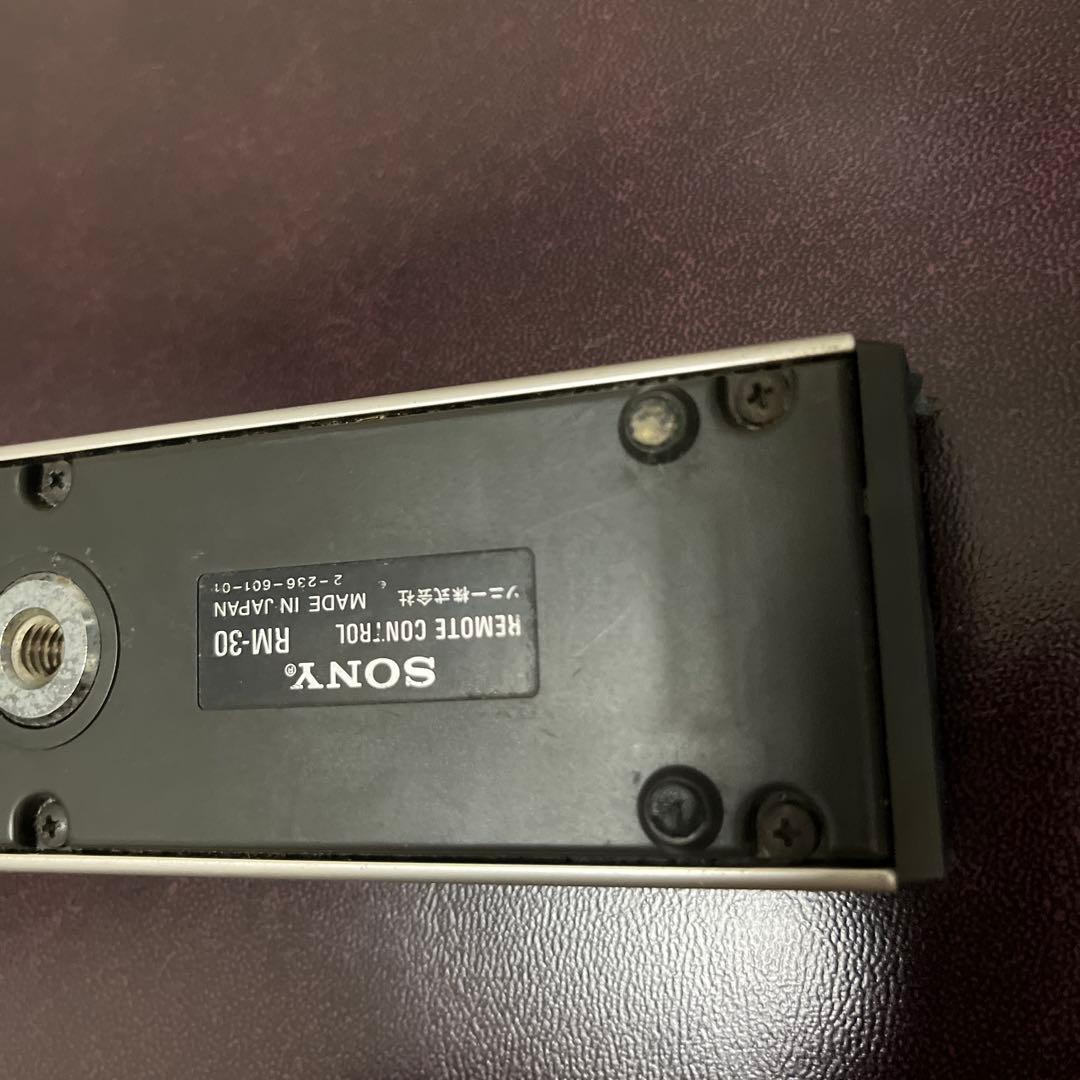 SONY®
REMOTE CONTROL RM-30
ソニー株式会社 MADE IN JAPAN
2-236-601-01